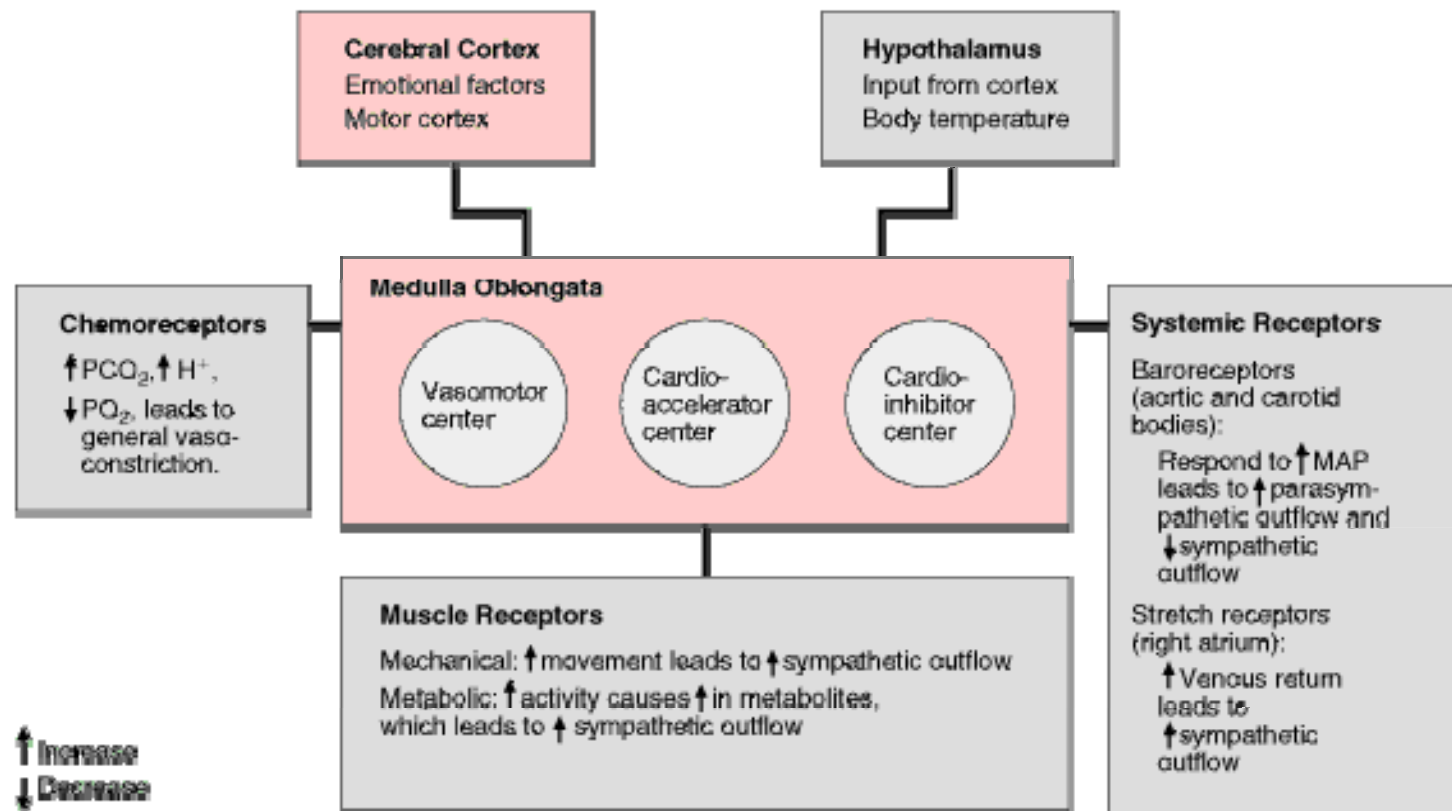 Cerebral Cortex
Emotional factors
Motor cortex
Hypothalamus
Input from cortex
Body temperature
Medulla Oblongata
Vasomotor
center
Cardio-
accelerator
center
Cardio-
inhibitor
center
Chemoreceptors
↑PCO₂,↑H⁺,
↓PO₂, leads to
general vaso-
constriction.
Systemic Receptors
Baroreceptors
(aortic and carotid
bodies):
Respond to ↑MAP
leads to ↑parasym-
pathetic outflow and
↓sympathetic
outflow
Stretch receptors
(right atrium):
↑Venous return
leads to
↑sympathetic
outflow
Muscle Receptors
Mechanical: ↑movement leads to ↑sympathetic outflow
Metabolic: ↑activity causes ↑in metabolites,
which leads to ↑ sympathetic outflow
↑Increase
↓Decrease